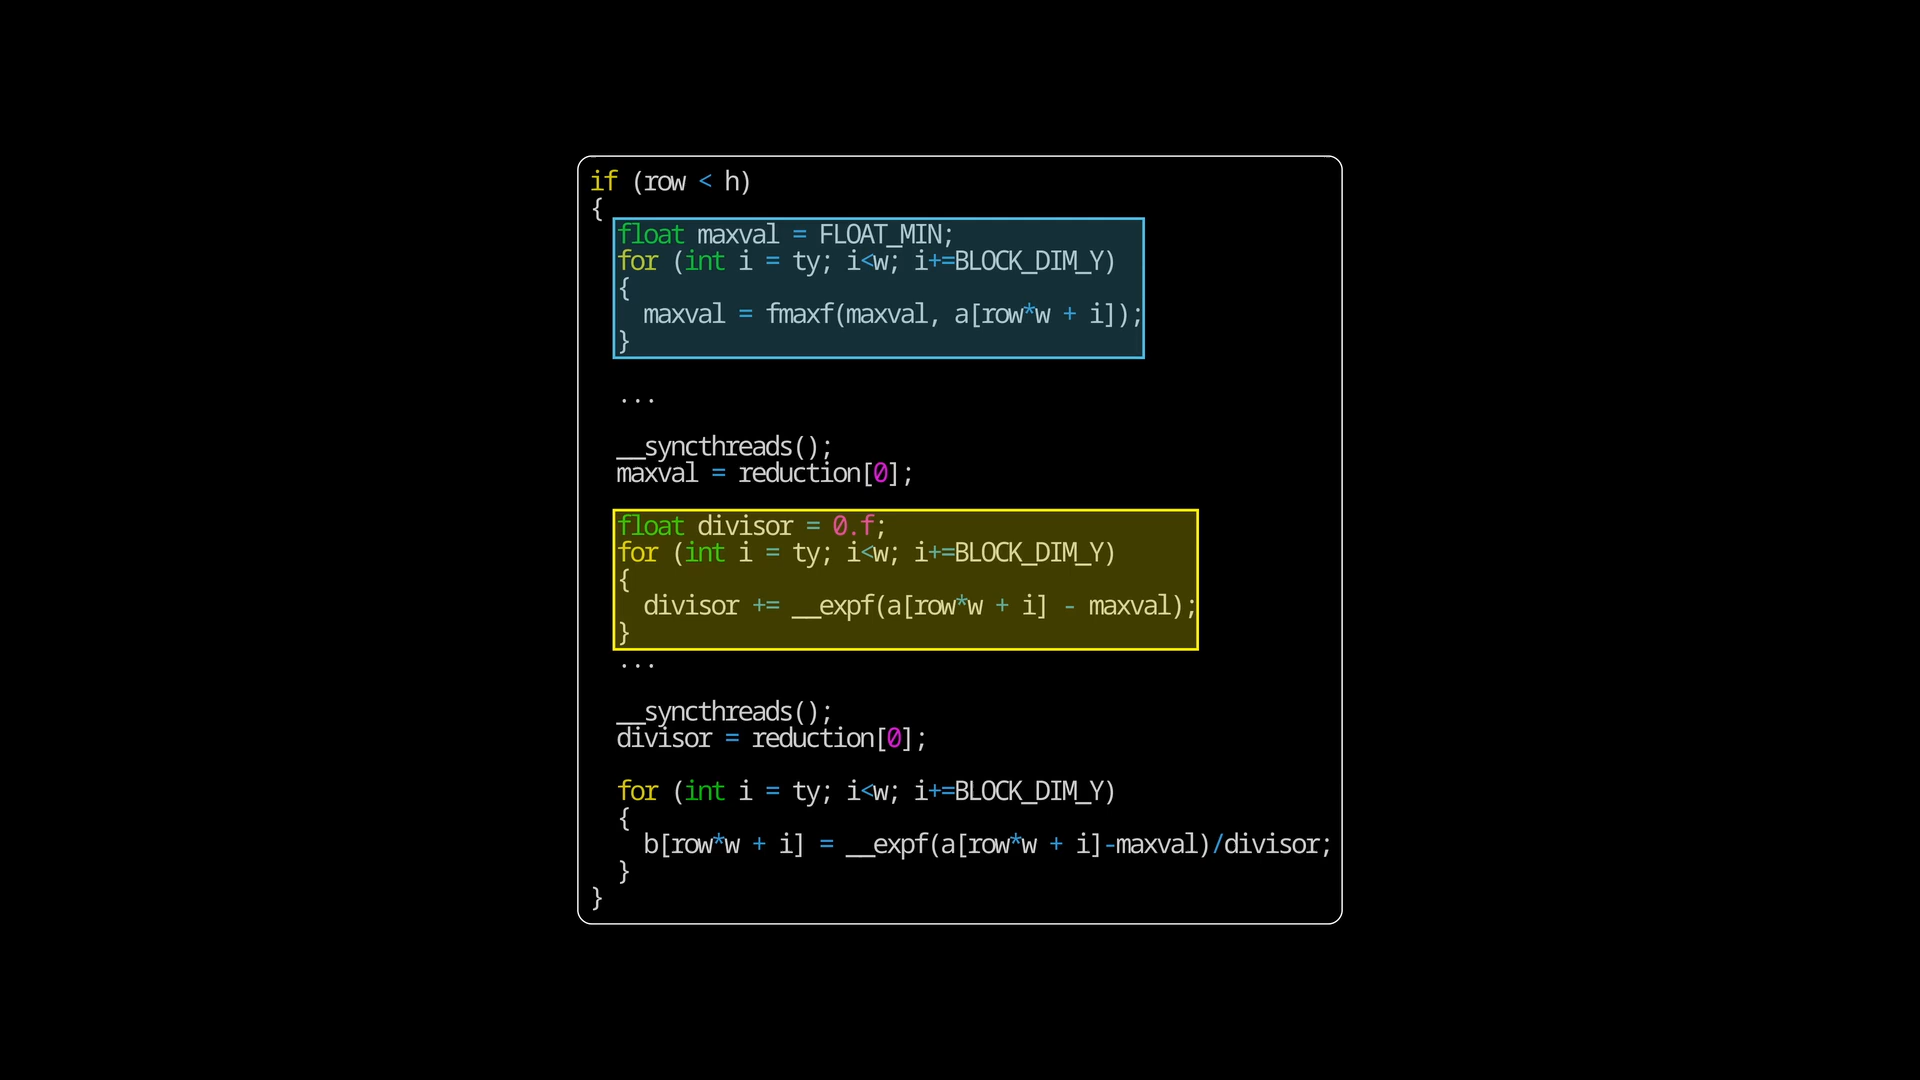 if (row < h)
{
float maxval = FLOAT_MIN;
for (int i = ty; i<w; i+=BLOCK_DIM_Y)
{
maxval = fmaxf(maxval, a[row*w + i]);
}
...
__syncthreads();
maxval = reduction[0];
float divisor = 0.f;
for (int i = ty; i<w; i+=BLOCK_DIM_Y)
{
divisor += __expf(a[row*w + i] - maxval);
}
...
__syncthreads();
divisor = reduction[0];
for (int i = ty; i<w; i+=BLOCK_DIM_Y)
{
b[row*w + i] = __expf(a[row*w + i]-maxval)/divisor;
}
}